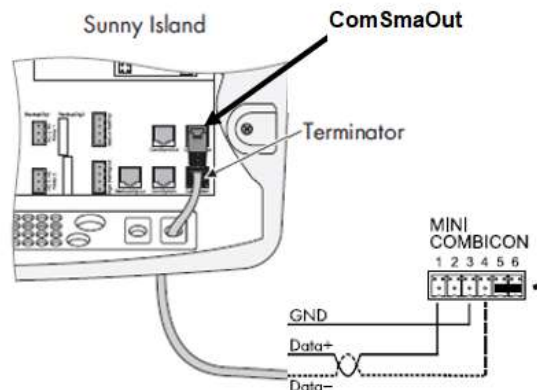 Sunny Island
ComSmaOut
Terminator
MINI
COMBICON
1 2 3 4 5 6
GND
Data+
Data−